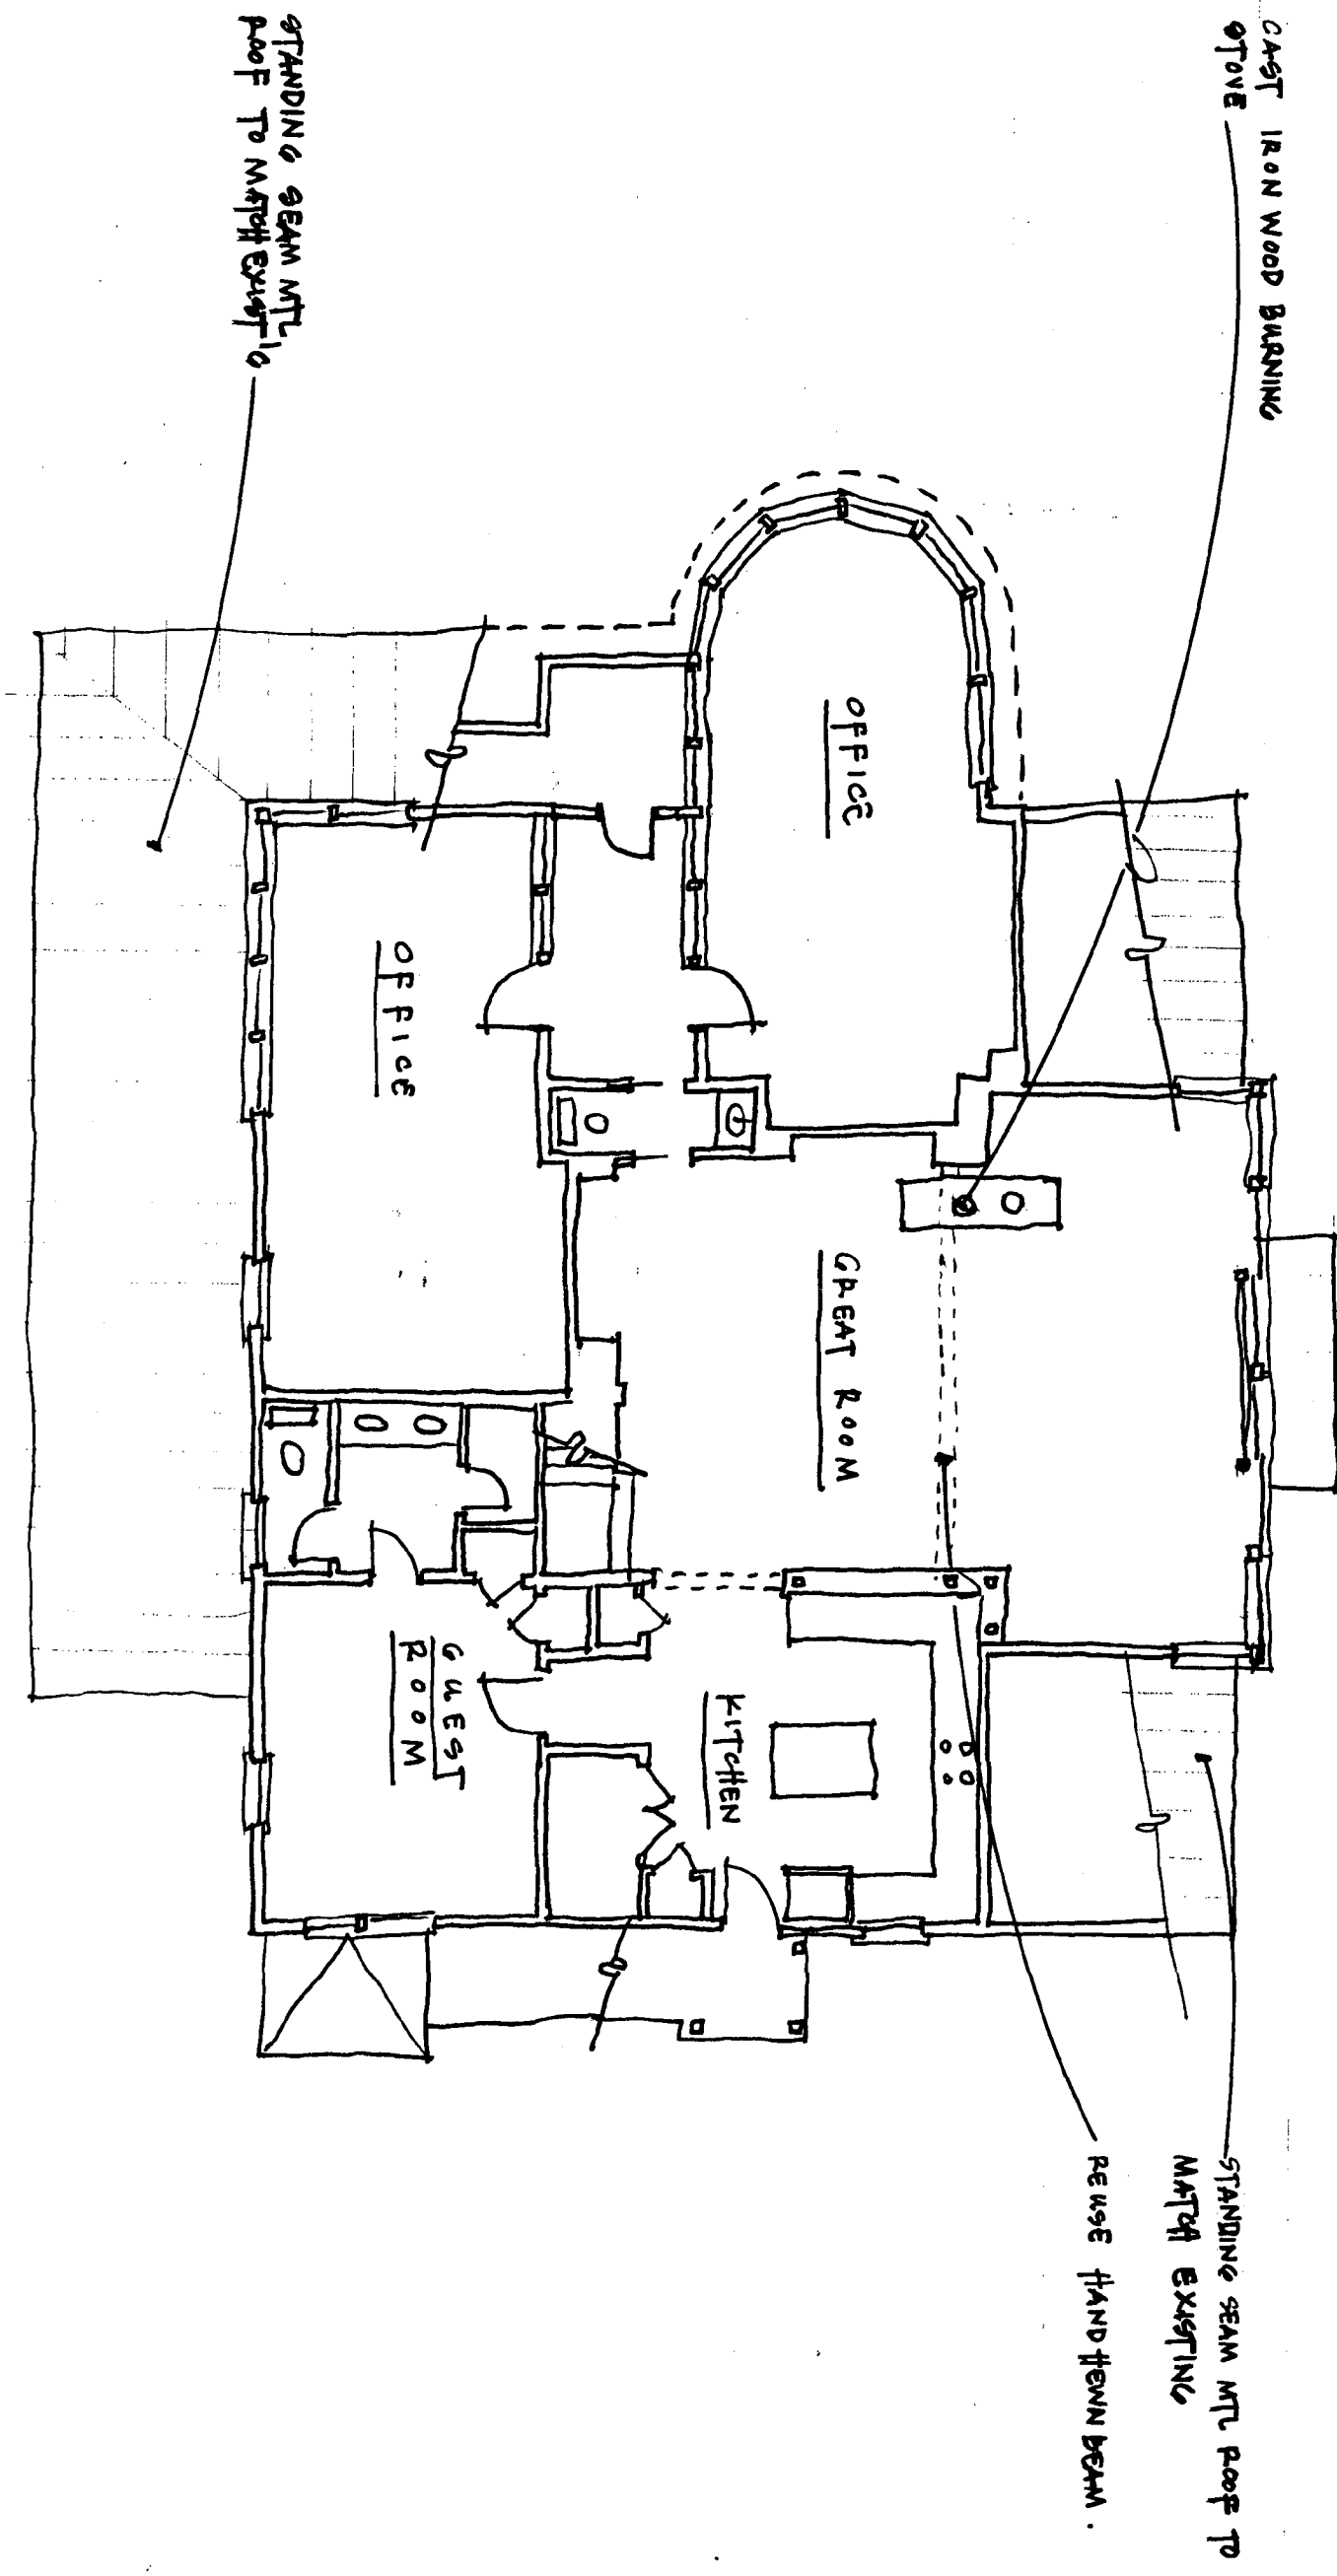 CAST IRON WOOD BURNING
STOVE
STANDING SEAM MTL ROOF TO
MATCH EXISTING
REUSE HAND HEWN BEAM.
OFFICE
GREAT ROOM
KITCHEN
OFFICE
GUEST
ROOM
STANDING SEAM MTL
ROOF TO MATCH EXIST'G